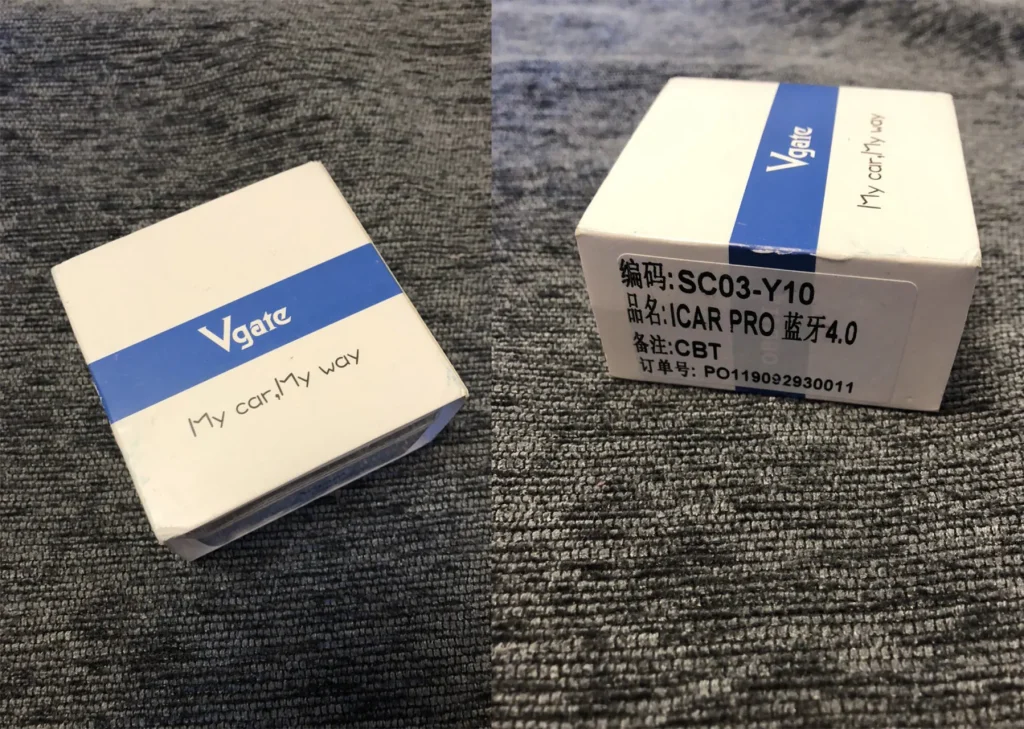 Vgate
My car,My way
Vgate
My car,My way
编码:SC03-Y10
品名:ICAR PRO 蓝牙4.0
备注:CBT
订单号: PO119092930011